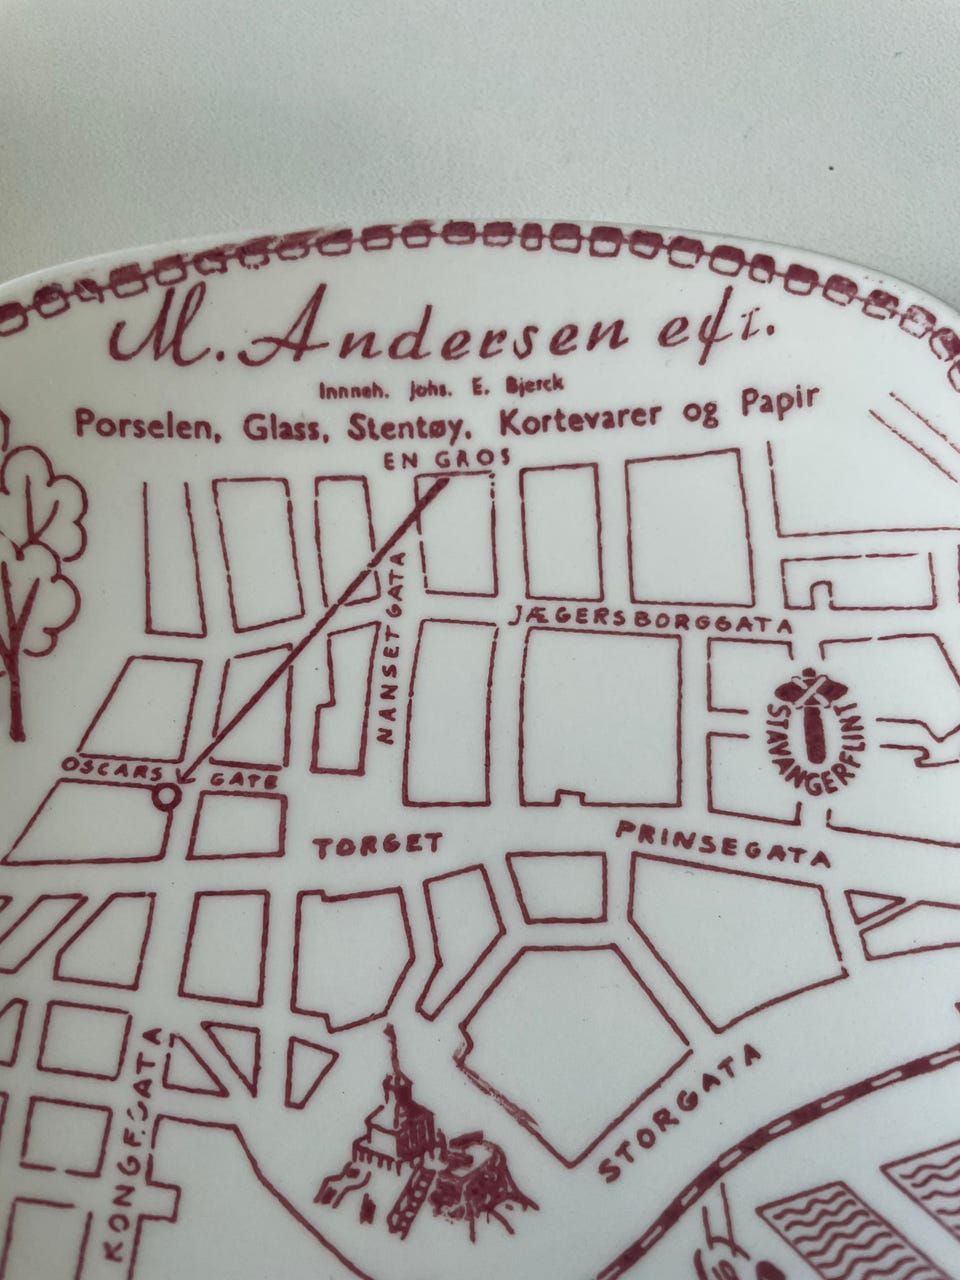 M. Andersen eft.
Innneh. Johs. E. Bjerck
Porselen, Glass, Stentøy, Kortevarer og Papir
EN GROS
NANSETGATA
JÆGERSBORGGATA
STAVANGERFLINT
OSCARS GATE
TORGET
PRINSEGATA
KONGEGATA
STORGATA